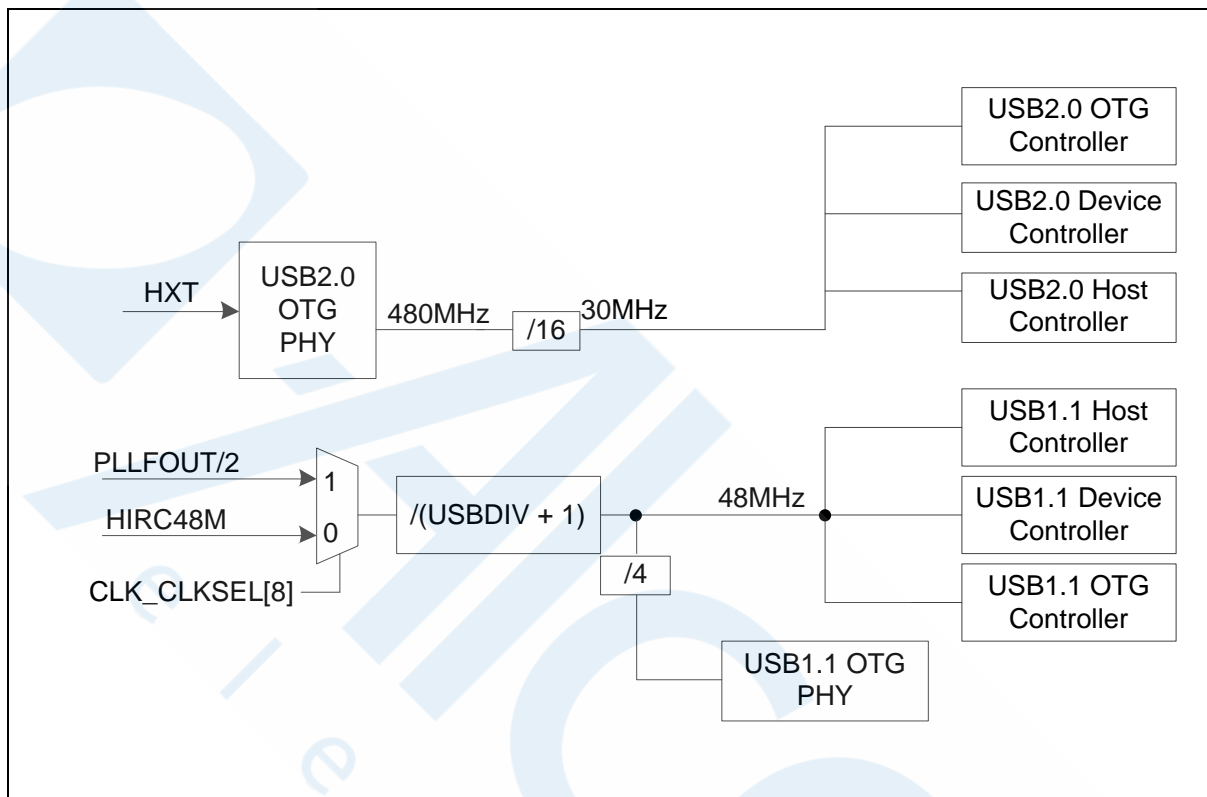 USB2.0 OTG
Controller
USB2.0 Device
Controller
USB2.0 Host
Controller
HXT
USB2.0
OTG
PHY
480MHz
/16
30MHz
USB1.1 Host
Controller
PLLFOUT/2
1
HIRC48M
0
CLK_CLKSEL[8]
/(USBDIV + 1)
48MHz
USB1.1 Device
Controller
/4
USB1.1 OTG
Controller
USB1.1 OTG
PHY